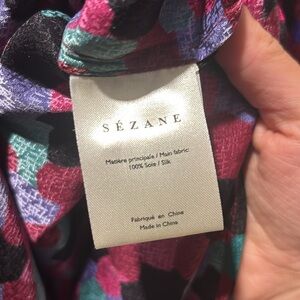 SÉZANE
Matière principale / Main fabric
100% Soie / Silk
Fabriqué en Chine
Made in China